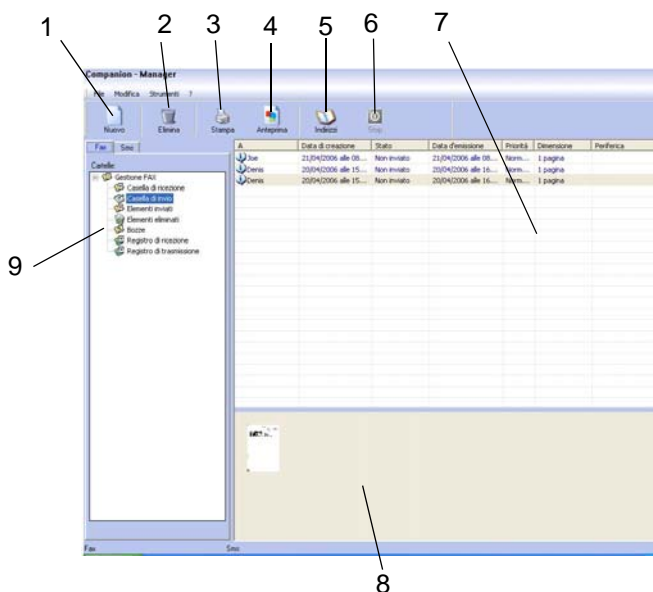 1 2 3 4 5 6 7
Companion - Manager
File Modifica Strumenti ?
Nuovo Elimina Stampa Anteprima Indirizzi Stop
Fax Sms
A Data di creazione Stato Data d'emissione Priorità Dimensione Periferica
Joe 21/04/2006 alle 08.... Non inviato 21/04/2006 alle 08.... Norm... 1 pagina
Denis 20/04/2006 alle 15.... Non inviato 20/04/2006 alle 16.... Norm... 1 pagina
Denis 20/04/2006 alle 15.... Non inviato 20/04/2006 alle 16.... Norm... 1 pagina
Cartelle:
Gestione FAX
Casella di ricezione
Casella di invio
Elementi inviati
Elementi eliminati
Bozze
Registro di ricezione
Registro di trasmissione
9
Fax Sms
8